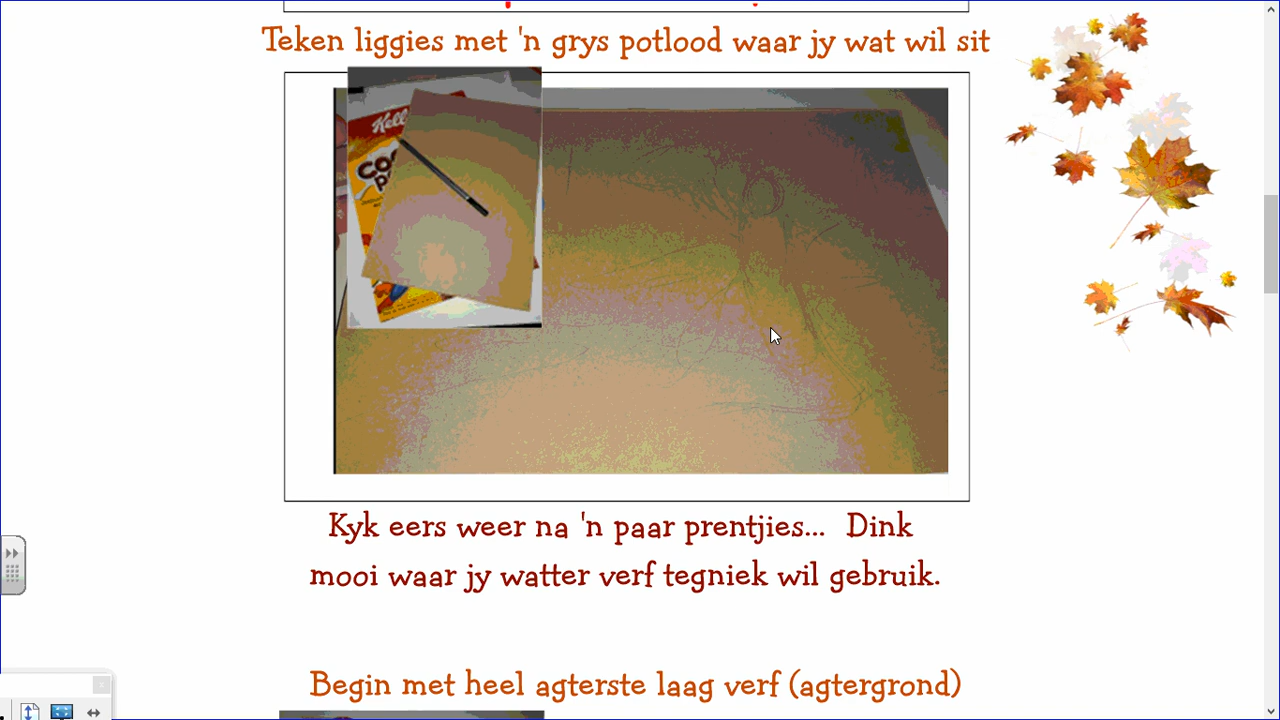 Teken liggies met 'n grys potlood waar jy wat wil sit
Kell
Kyk eers weer na 'n paar prentjies... Dink
mooi waar jy watter verf tegniek wil gebruik.
Begin met heel agterste laag verf (agtergrond)